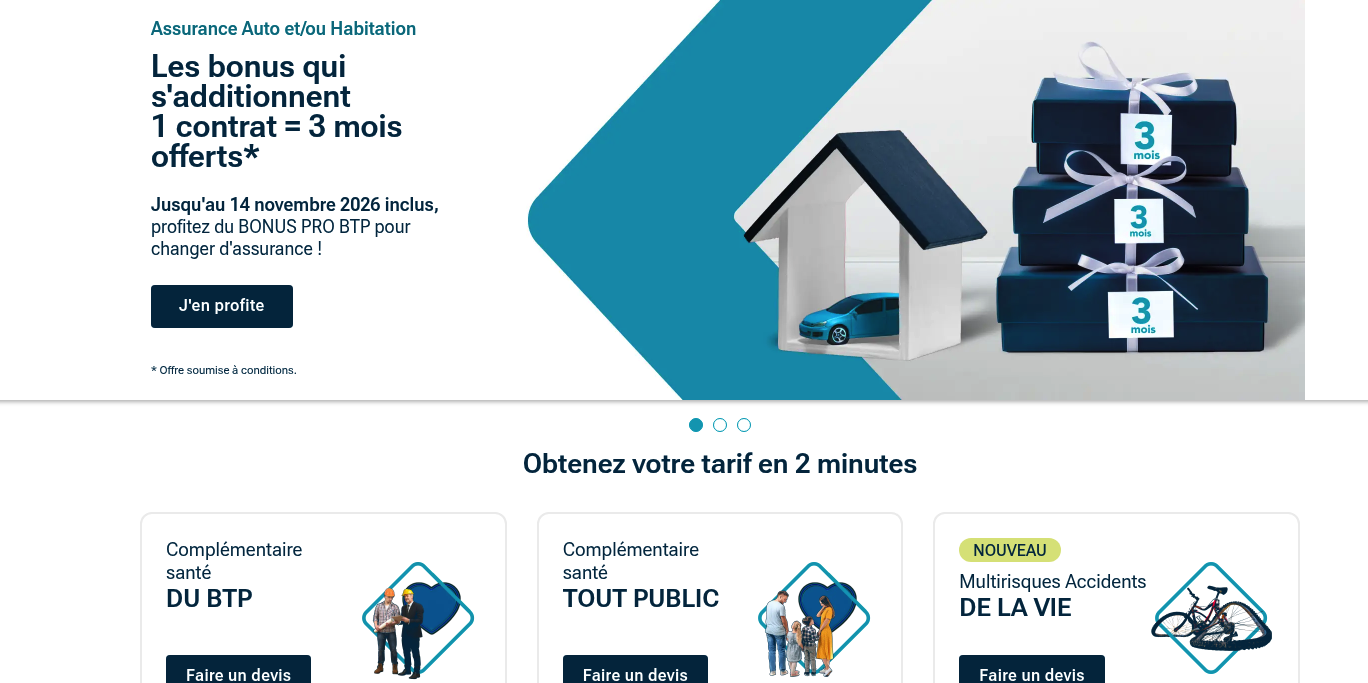 Assurance Auto et/ou Habitation
Les bonus qui
s'additionnent
1 contrat = 3 mois
offerts*
Jusqu'au 14 novembre 2026 inclus,
profitez du BONUS PRO BTP pour
changer d'assurance !
J'en profite
* Offre soumise à conditions.
3
mois
3
mois
3
mois
Obtenez votre tarif en 2 minutes
Complémentaire
santé
DU BTP
Faire un devis
Complémentaire
santé
TOUT PUBLIC
Faire un devis
NOUVEAU
Multirisques Accidents
DE LA VIE
Faire un devis